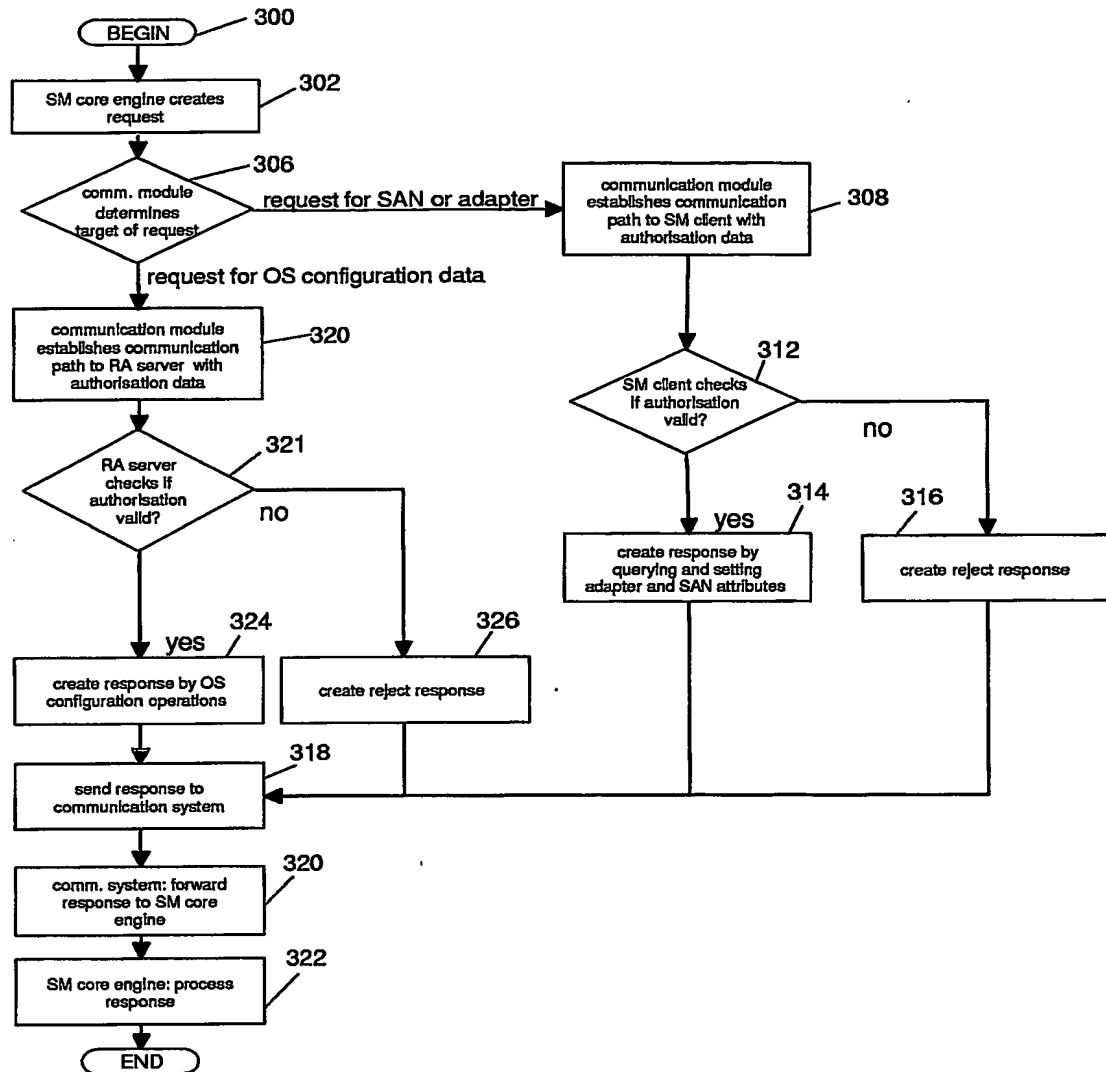 BEGIN
300
SM core engine creates
request
302
comm. module
determines
target of request
306
request for SAN or adapter
communication module
establishes communication
path to SM client with
authorisation data
308
request for OS configuration data
communication module
establishes communication
path to RA server with
authorisation data
320
SM client checks
if authorisation
valid?
312
no
RA server
checks if
authorisation
valid?
321
no
yes
314
create response by
querying and setting
adapter and SAN attributes
316
create reject response
yes
324
create response by OS
configuration operations
326
create reject response
send response to
communication system
318
comm. system: forward
response to SM core
engine
320
SM core engine: process
response
322
END